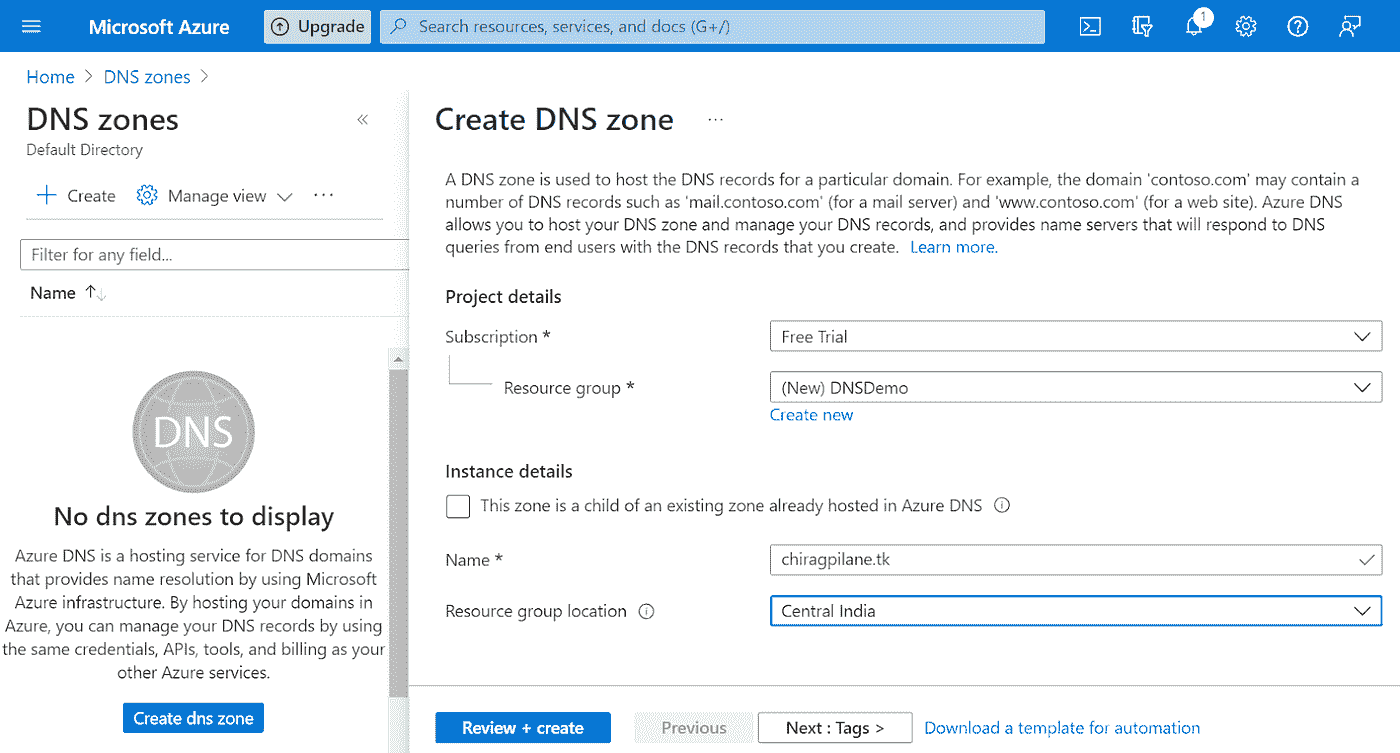 Microsoft Azure
Upgrade
Search resources, services, and docs (G+/)
1
Home > DNS zones >
DNS zones
«
Default Directory
+ Create
Manage view
...
Filter for any field...
Name ↑↓
DNS
No dns zones to display
Azure DNS is a hosting service for DNS domains
that provides name resolution by using Microsoft
Azure infrastructure. By hosting your domains in
Azure, you can manage your DNS records by using
the same credentials, APIs, tools, and billing as your
other Azure services.
Create dns zone
Create DNS zone ...
A DNS zone is used to host the DNS records for a particular domain. For example, the domain 'contoso.com' may contain a
number of DNS records such as 'mail.contoso.com' (for a mail server) and 'www.contoso.com' (for a web site). Azure DNS
allows you to host your DNS zone and manage your DNS records, and provides name servers that will respond to DNS
queries from end users with the DNS records that you create. Learn more.
Project details
Subscription *
Free Trial
Resource group *
(New) DNSDemo
Create new
Instance details
This zone is a child of an existing zone already hosted in Azure DNS
Name *
chiragpilane.tk
Resource group location
Central India
Review + create
Previous
Next : Tags >
Download a template for automation